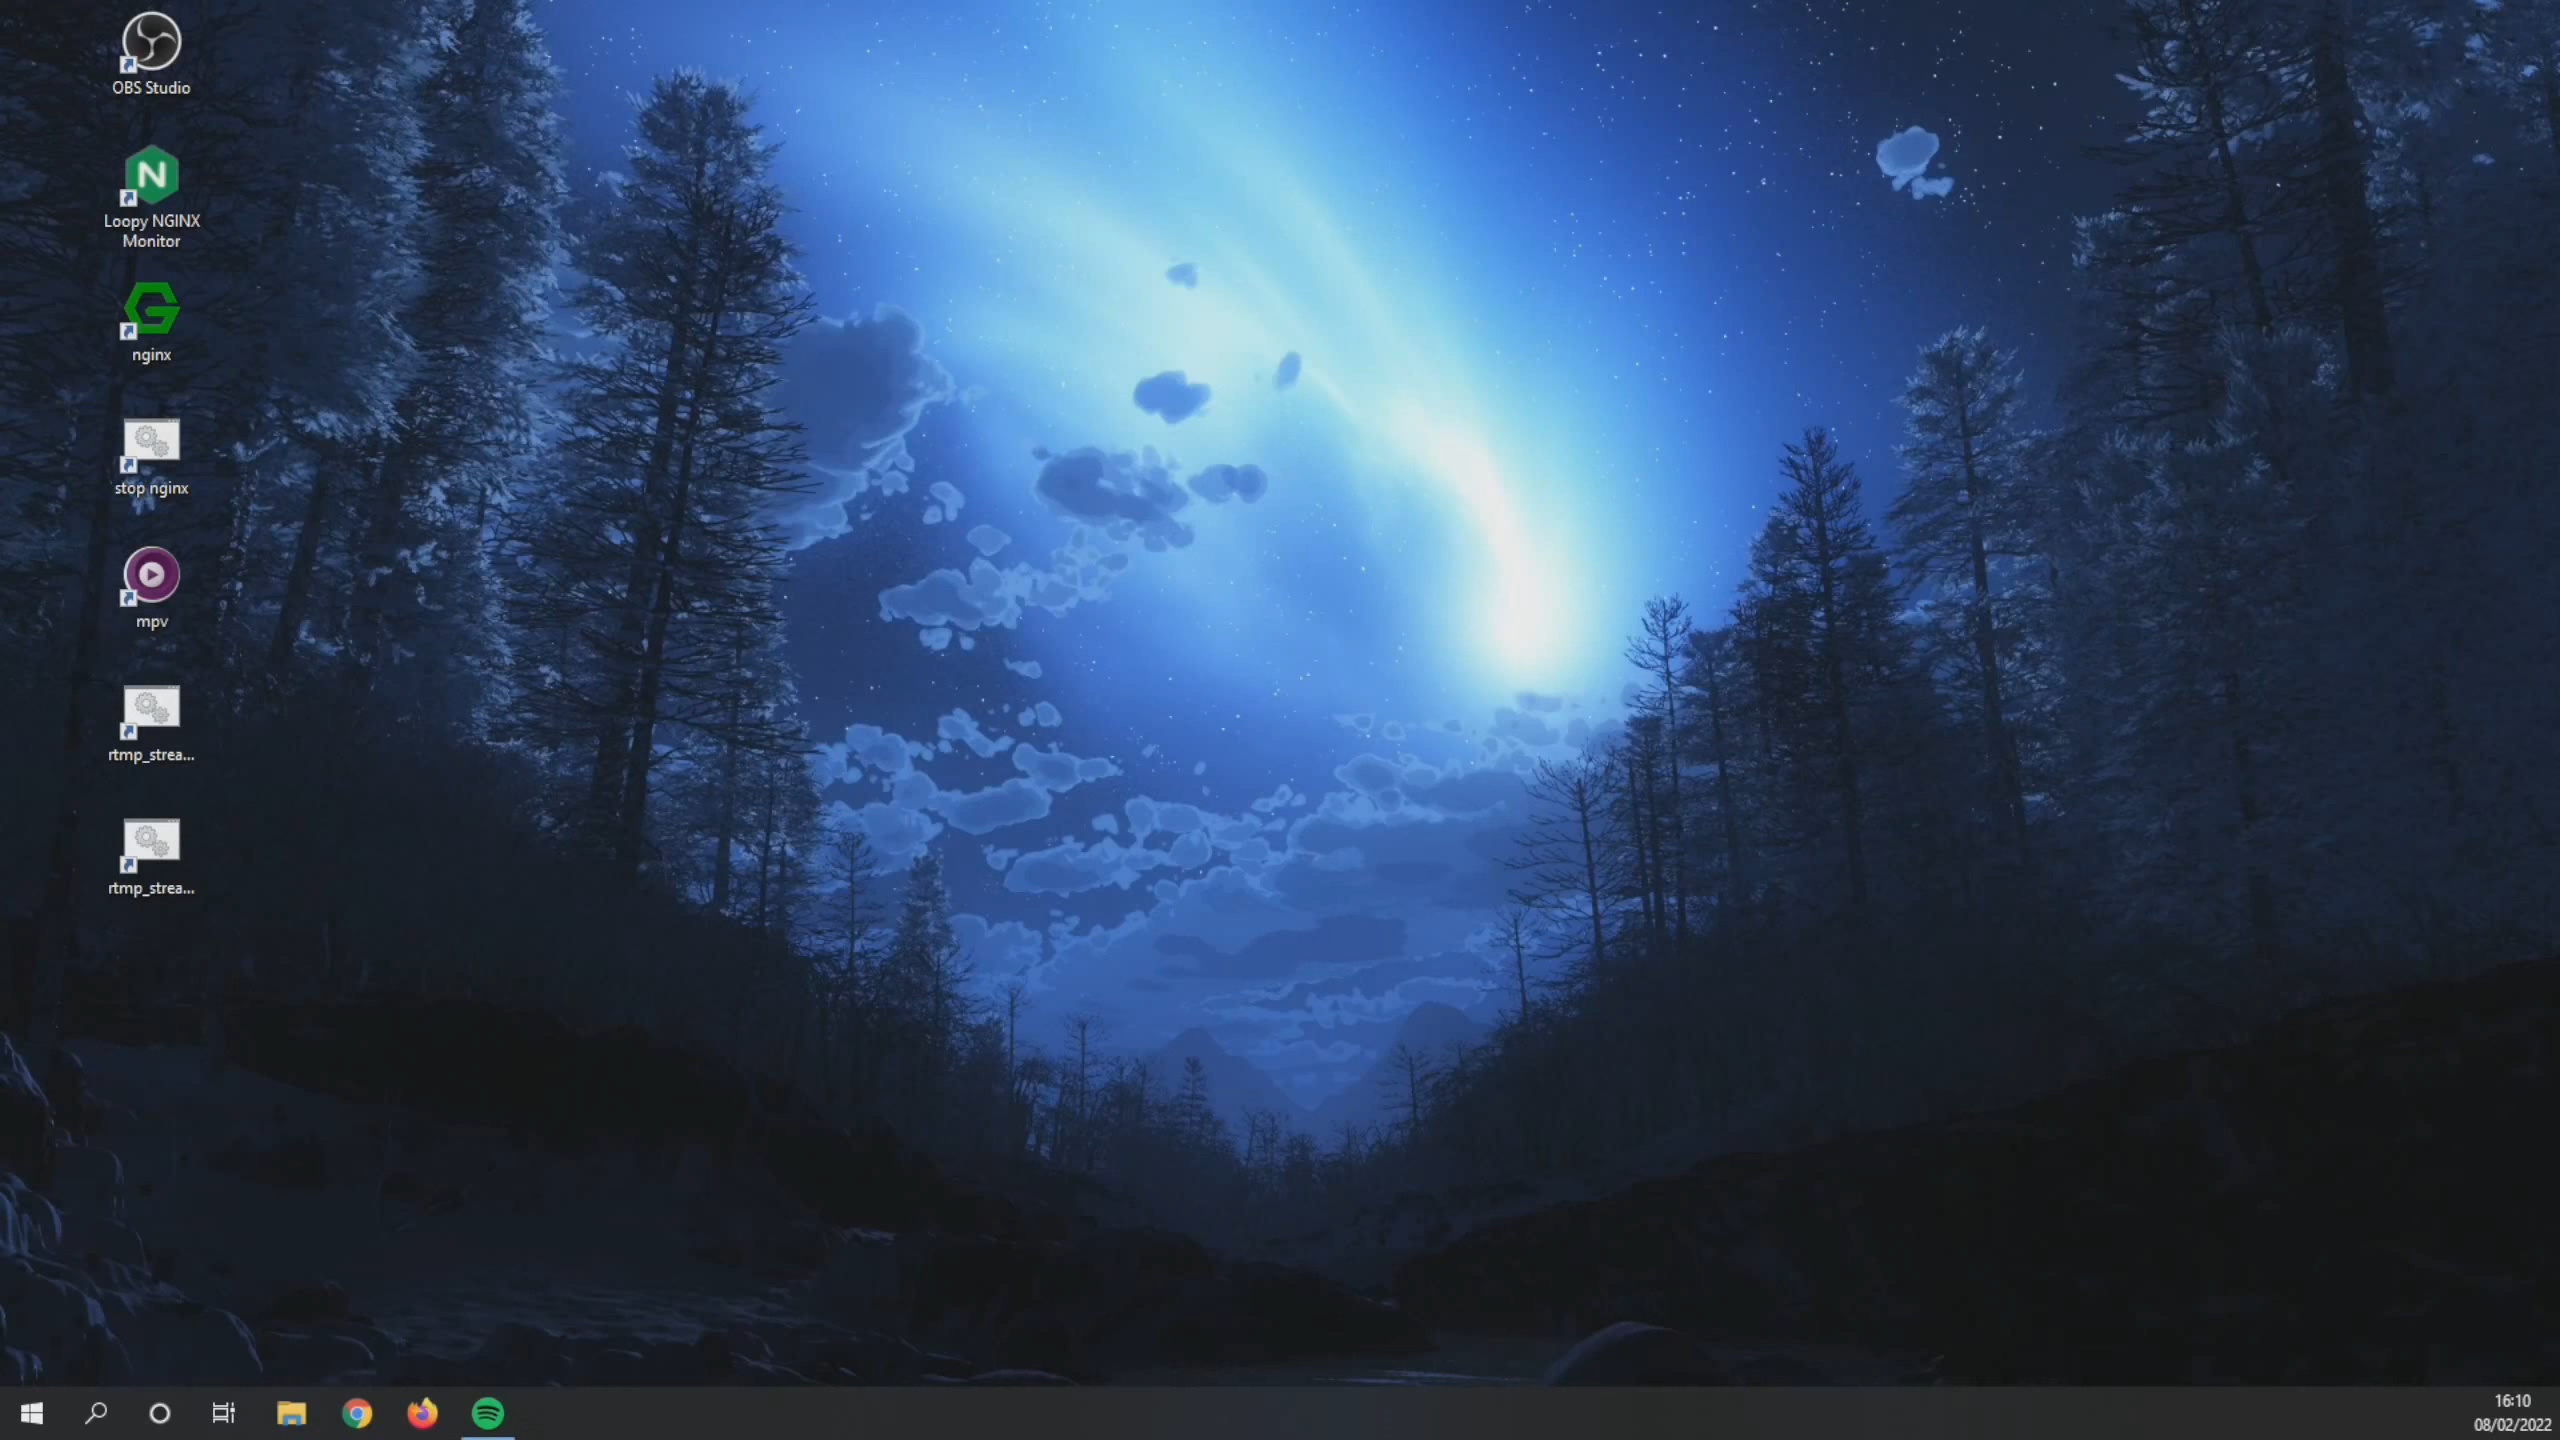 OBS Studio
Loopy NGINX
Monitor
nginx
stop nginx
mpv
rtmp_strea...
rtmp_strea...
16:10
08/02/2022